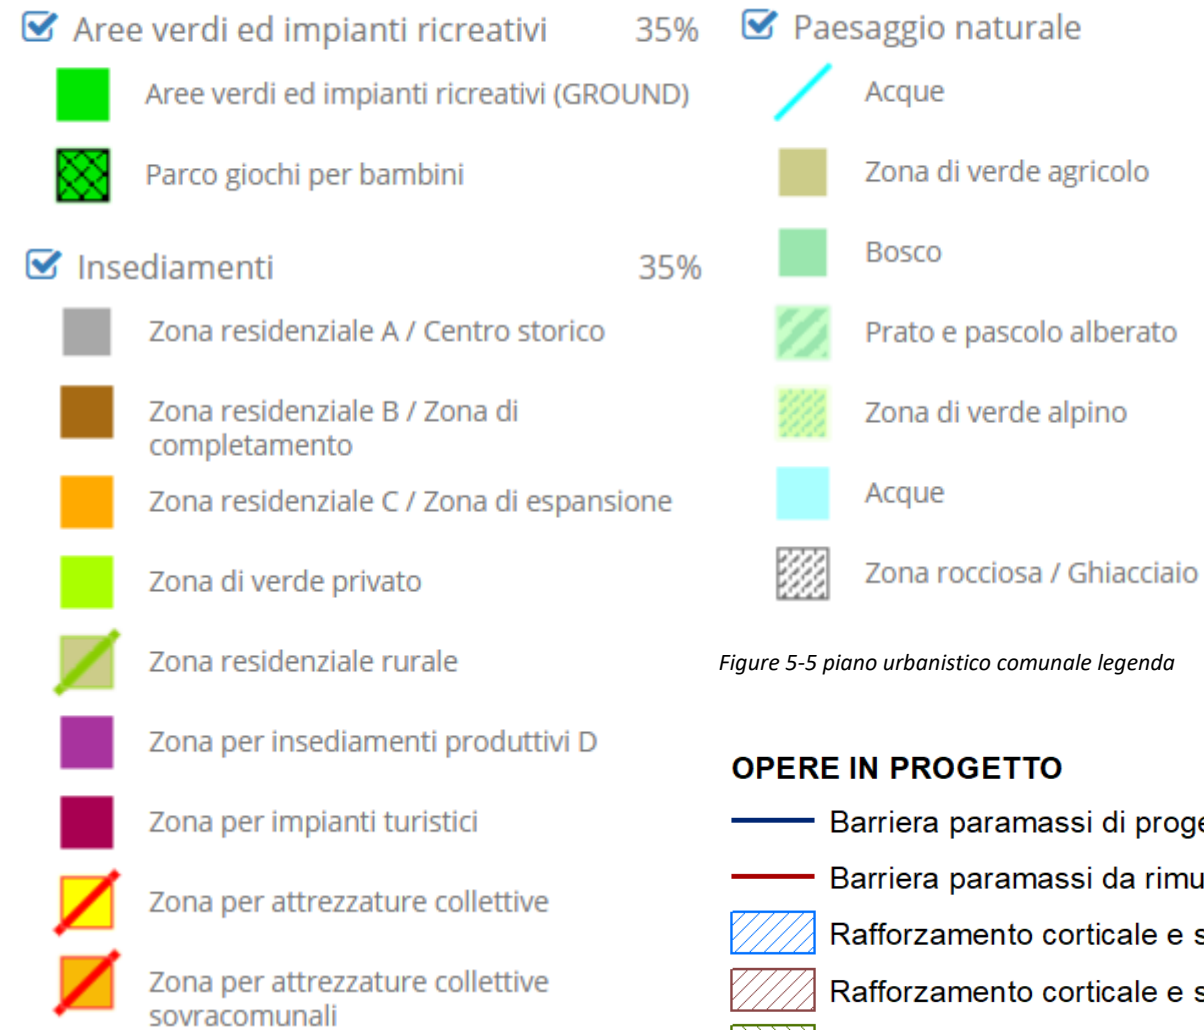 Aree verdi ed impianti ricreativi 35%
Aree verdi ed impianti ricreativi (GROUND)
Parco giochi per bambini
Insediamenti 35%
Zona residenziale A / Centro storico
Zona residenziale B / Zona di
completamento
Zona residenziale C / Zona di espansione
Zona di verde privato
Zona residenziale rurale
Zona per insediamenti produttivi D
Zona per impianti turistici
Zona per attrezzature collettive
Zona per attrezzature collettive
sovracomunali
Paesaggio naturale
Acque
Zona di verde agricolo
Bosco
Prato e pascolo alberato
Zona di verde alpino
Acque
Zona rocciosa / Ghiacciaio
Figure 5-5 piano urbanistico comunale legenda
OPERE IN PROGETTO
Barriera paramassi di
Barriera paramassi da
Rafforzamento corticale e
Rafforzamento corticale e